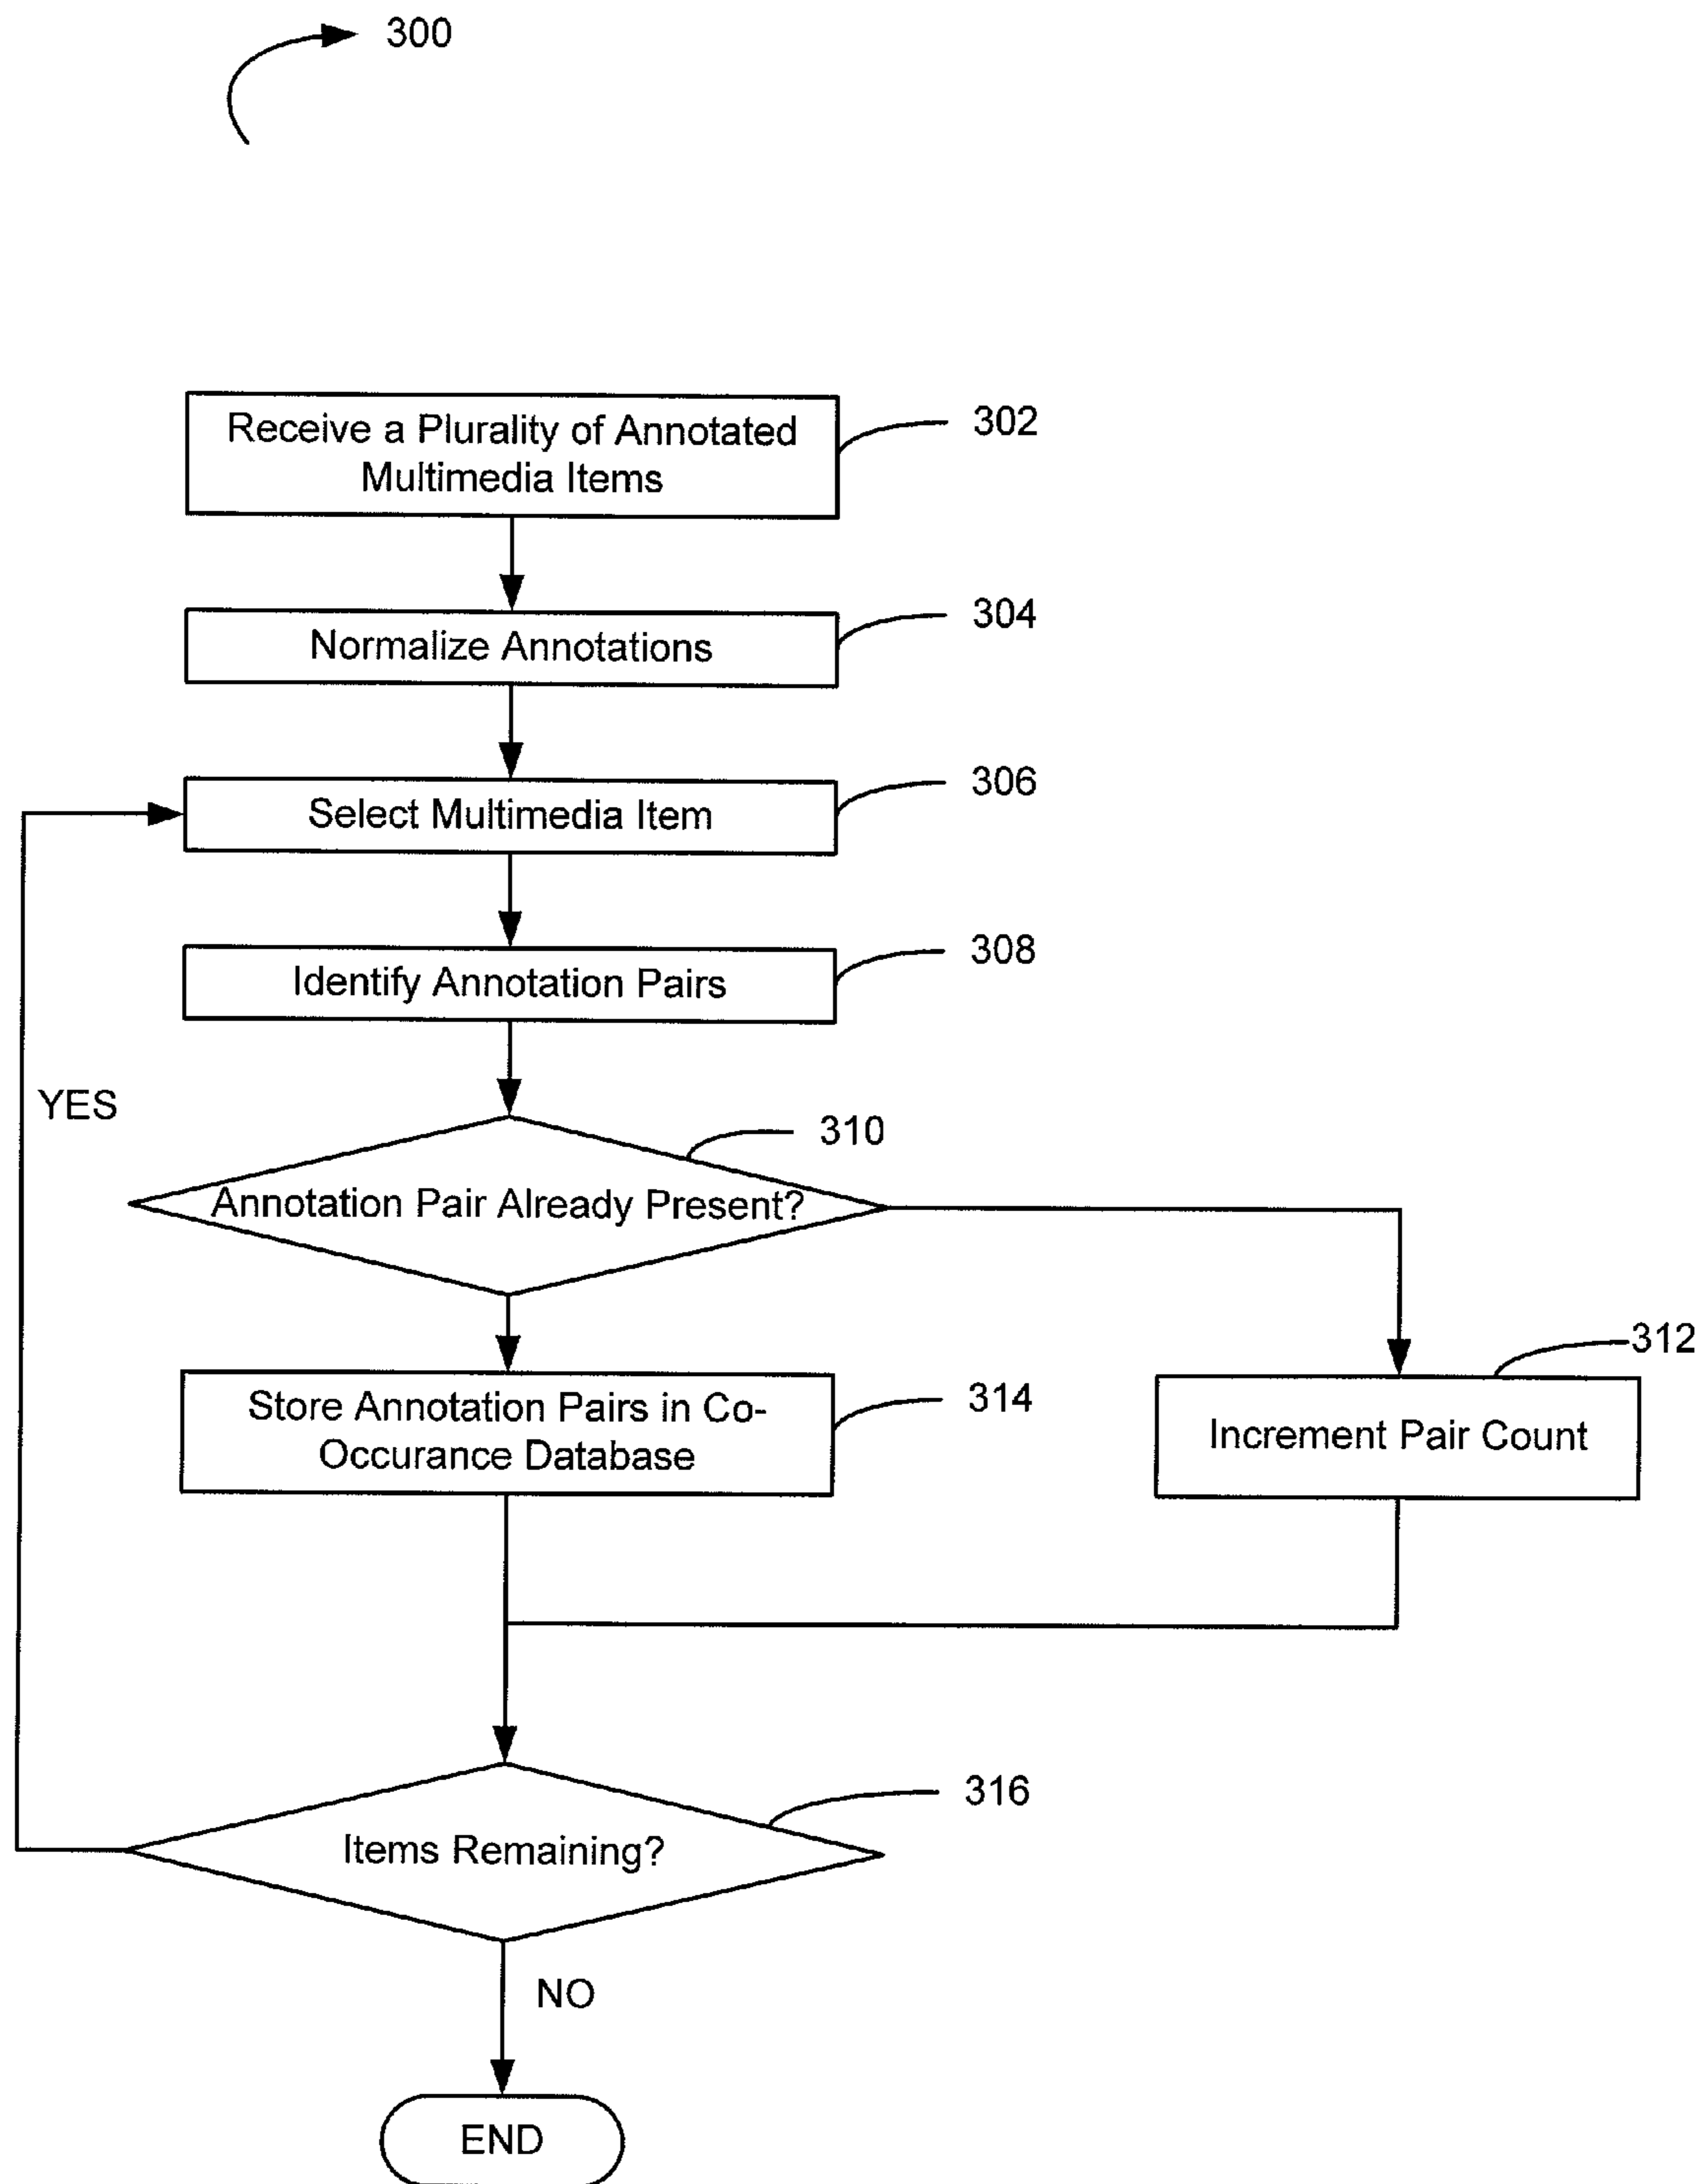 300
Receive a Plurality of Annotated
Multimedia Items
302
Normalize Annotations
304
Select Multimedia Item
306
Identify Annotation Pairs
308
YES
310
Annotation Pair Already Present?
312
Store Annotation Pairs in Co-
Occurance Database
314
Increment Pair Count
316
Items Remaining?
NO
END